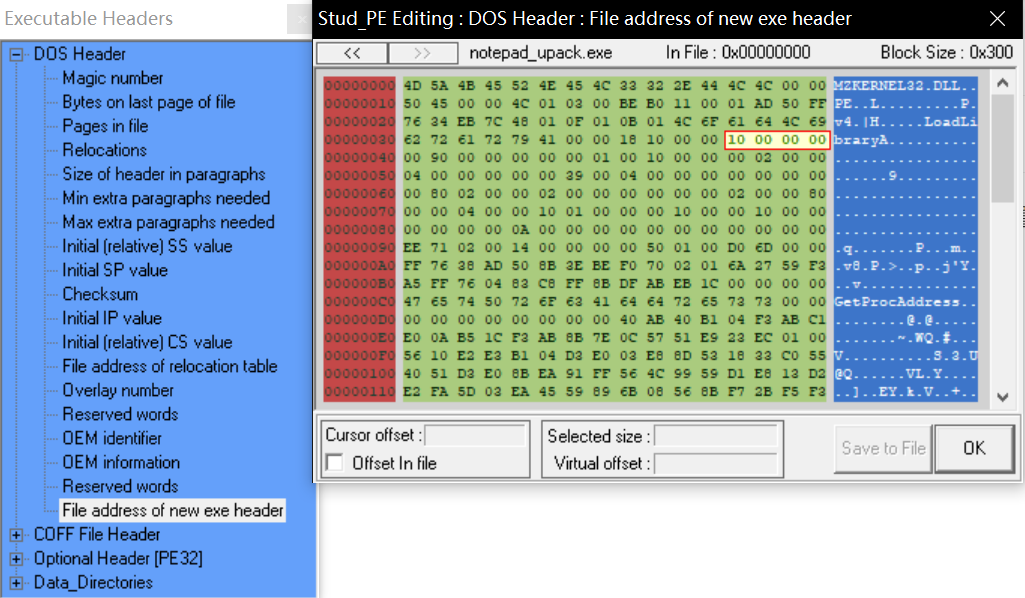 Executable Headers
DOS Header
Magic number
Bytes on last page of file
Pages in file
Relocations
Size of header in paragraphs
Min extra paragraphs needed
Max extra paragraphs needed
Initial (relative) SS value
Initial SP value
Checksum
Initial IP value
Initial (relative) CS value
File address of relocation table
Overlay number
Reserved words
OEM identifier
OEM information
Reserved words
File address of new exe header
COFF File Header
Optional Header [PE32]
Data_Directories
Stud_PE Editing : DOS Header : File address of new exe header
<< >> notepad_upack.exe In File : 0x00000000 Block Size : 0x300
00000000 4D 5A 4B 45 52 4E 45 4C 33 32 2E 44 4C 4C 00 00 MZKERNEL32.DLL..
00000010 50 45 00 00 4C 01 03 00 BE B0 11 00 01 AD 50 FF PE..L.........P.
00000020 76 34 EB 7C 48 01 0F 01 0B 01 4C 6F 61 64 4C 69 v4.|H.....LoadLi
00000030 62 72 61 72 79 41 00 00 18 10 00 00 10 00 00 00 braryA..........
00000040 00 90 00 00 00 00 00 01 00 10 00 00 00 02 00 00 ................
00000050 04 00 00 00 00 00 39 00 04 00 00 00 00 00 00 00 ......9.........
00000060 00 80 02 00 00 02 00 00 00 00 00 00 02 00 00 80 ................
00000070 00 00 04 00 00 10 01 00 00 00 10 00 00 10 00 00 ................
00000080 00 00 00 00 0A 00 00 00 00 00 00 00 00 00 00 00 ................
00000090 EE 71 02 00 14 00 00 00 00 50 01 00 D0 6D 00 00 .q.......P...m..
000000A0 FF 76 38 AD 50 8B 3E BE F0 70 02 01 6A 27 59 F3 .v8.P.>..p..j'Y.
000000B0 A5 FF 76 04 83 C8 FF 8B DF AB EB 1C 00 00 00 00 ..v.............
000000C0 47 65 74 50 72 6F 63 41 64 64 72 65 73 73 00 00 GetProcAddress..
000000D0 00 00 00 00 00 00 00 00 40 AB 40 B1 04 F3 AB C1 ........@.@.....
000000E0 E0 0A B5 1C F3 AB 8B 7E 0C 57 51 E9 23 EC 01 00 .......~.WQ.#...
000000F0 56 10 E2 E3 B1 04 D3 E0 03 E8 8D 53 18 33 C0 55 V..........S.3.U
00000100 40 51 D3 E0 8B EA 91 FF 56 4C 99 59 D1 E8 13 D2 @Q......VL.Y....
00000110 E2 FA 5D 03 EA 45 59 89 6B 08 56 8B F7 2B F5 F3 ..]..EY.k.V..+..
Cursor offset :
Offset In file
Selected size :
Virtual offset :
Save to File
OK